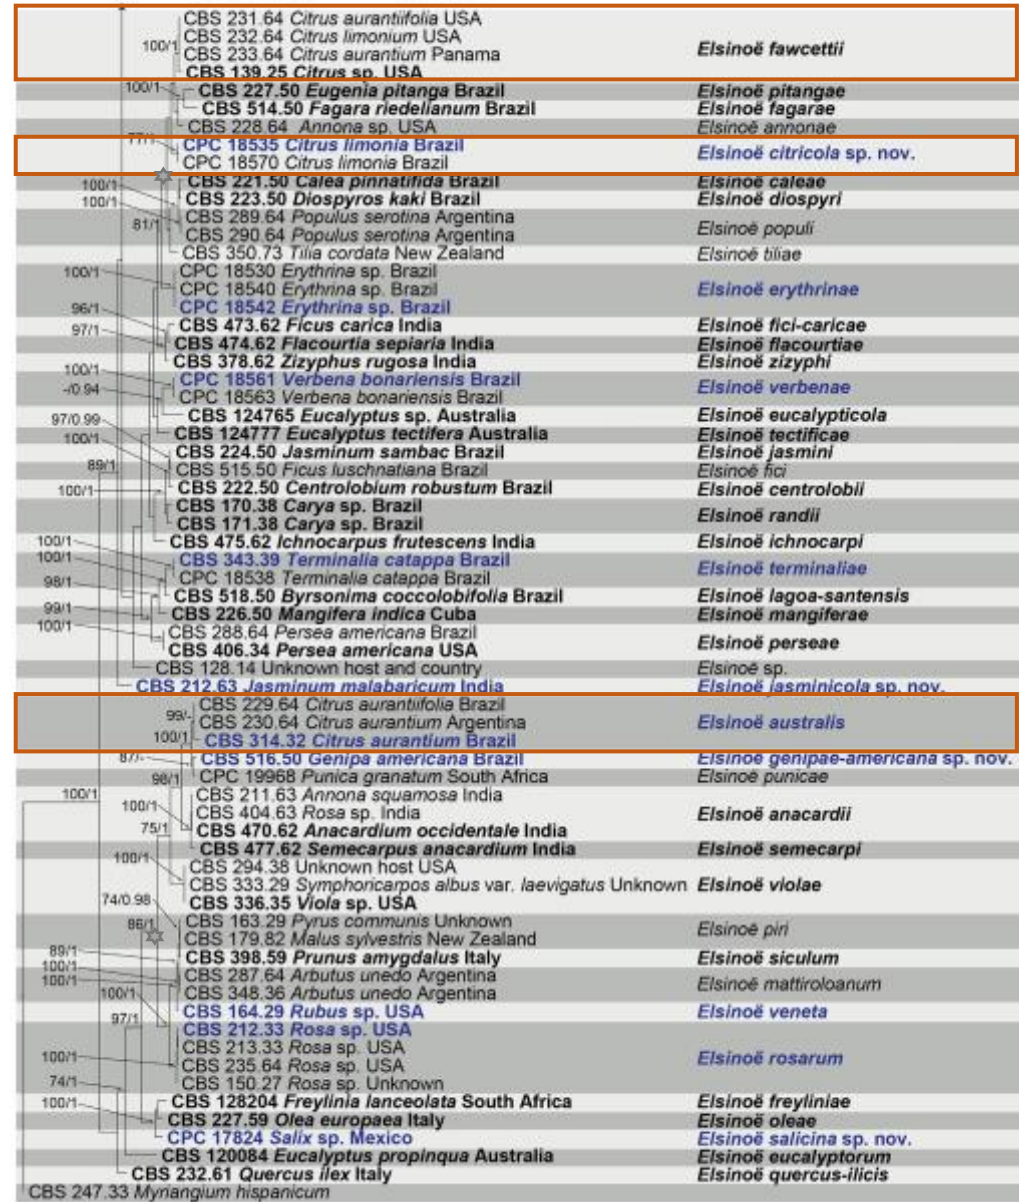 CBS 231.64 Citrus aurantiifolia USA
CBS 232.64 Citrus limonium USA
100/1 CBS 233.64 Citrus aurantium Panama Elsinoë fawcettii
CBS 139.25 Citrus sp. USA
100/1 CBS 227.50 Eugenia pitanga Brazil Elsinoë pitangae
CBS 514.50 Fagara riedelianum Brazil Elsinoë fagarae
CBS 228.64 Annona sp. USA Elsinoë annonae
77/1 CPC 18535 Citrus limonia Brazil Elsinoë citricola sp. nov.
CPC 18570 Citrus limonia Brazil
100/1 CBS 221.50 Calea pinnatifida Brazil Elsinoë caleae
100/1 CBS 223.50 Diospyros kaki Brazil Elsinoë diospyri
81/1 CBS 289.64 Populus serotina Argentina Elsinoë populi
CBS 290.64 Populus serotina Argentina
CBS 350.73 Tilia cordata New Zealand Elsinoë tiliae
100/1 CPC 18530 Erythrina sp. Brazil
CPC 18540 Erythrina sp. Brazil Elsinoë erythrinae
96/1 CPC 18542 Erythrina sp. Brazil
97/1 CBS 473.62 Ficus carica India Elsinoë fici-caricae
CBS 474.62 Flacourtia sepiaria India Elsinoë flacourtiae
CBS 378.62 Zizyphus rugosa India Elsinoë zizyphi
100/1 CPC 18561 Verbena bonariensis Brazil Elsinoë verbenae
-/0.94 CPC 18563 Verbena bonariensis Brazil
97/0.99 CBS 124765 Eucalyptus sp. Australia Elsinoë eucalypticola
100/1 CBS 124777 Eucalyptus tectifera Australia Elsinoë tectificae
CBS 224.50 Jasminum sambac Brazil Elsinoë jasmini
89/1 CBS 515.50 Ficus luschnatiana Brazil Elsinoë fici
100/1 CBS 222.50 Centrolobium robustum Brazil Elsinoë centrolobii
CBS 170.38 Carya sp. Brazil Elsinoë randii
CBS 171.38 Carya sp. Brazil
100/1 CBS 475.62 Ichnocarpus frutescens India Elsinoë ichnocarpi
100/1 CBS 343.39 Terminalia catappa Brazil Elsinoë terminaliae
98/1 CPC 18538 Terminalia catappa Brazil
CBS 518.50 Byrsonima coccolobifolia Brazil Elsinoë lagoa-santensis
99/1 CBS 226.50 Mangifera indica Cuba Elsinoë mangiferae
100/1 CBS 288.64 Persea americana Brazil Elsinoë perseae
CBS 406.34 Persea americana USA
CBS 128.14 Unknown host and country Elsinoë sp.
CBS 212.63 Jasminum malabaricum India Elsinoë jasminicola sp. nov.
99/- CBS 229.64 Citrus aurantiifolia Brazil
CBS 230.64 Citrus aurantium Argentina Elsinoë australis
100/1 CBS 314.32 Citrus aurantium Brazil
87/- CBS 516.50 Genipa americana Brazil Elsinoë genipae-americana sp. nov.
98/1 CPC 19968 Punica granatum South Africa Elsinoë punicae
100/1 CBS 211.63 Annona squamosa India
100/1 CBS 404.63 Rosa sp. India Elsinoë anacardii
75/1 CBS 470.62 Anacardium occidentale India
CBS 477.62 Semecarpus anacardium India Elsinoë semecarpi
100/1 CBS 294.38 Unknown host USA
CBS 333.29 Symphoricarpos albus var. laevigatus Unknown Elsinoë violae
74/0.98 CBS 336.35 Viola sp. USA
86/1 CBS 163.29 Pyrus communis Unknown Elsinoë piri
CBS 179.82 Malus sylvestris New Zealand
89/1 CBS 398.59 Prunus amygdalus Italy Elsinoë siculum
100/1 CBS 287.64 Arbutus unedo Argentina Elsinoë mattiroloanum
100/1 100/1 CBS 348.36 Arbutus unedo Argentina
97/1 CBS 164.29 Rubus sp. USA Elsinoë veneta
CBS 212.33 Rosa sp. USA
CBS 213.33 Rosa sp. USA Elsinoë rosarum
100/1 CBS 235.64 Rosa sp. USA
74/1 CBS 150.27 Rosa sp. Unknown
100/1 CBS 128204 Freylinia lanceolata South Africa Elsinoë freyliniae
CBS 227.59 Olea europaea Italy Elsinoë oleae
CPC 17824 Salix sp. Mexico Elsinoë salicina sp. nov.
CBS 120084 Eucalyptus propinqua Australia Elsinoë eucalyptorum
CBS 232.61 Quercus ilex Italy Elsinoë quercus-ilicis
CBS 247.33 Myriangium hispanicum